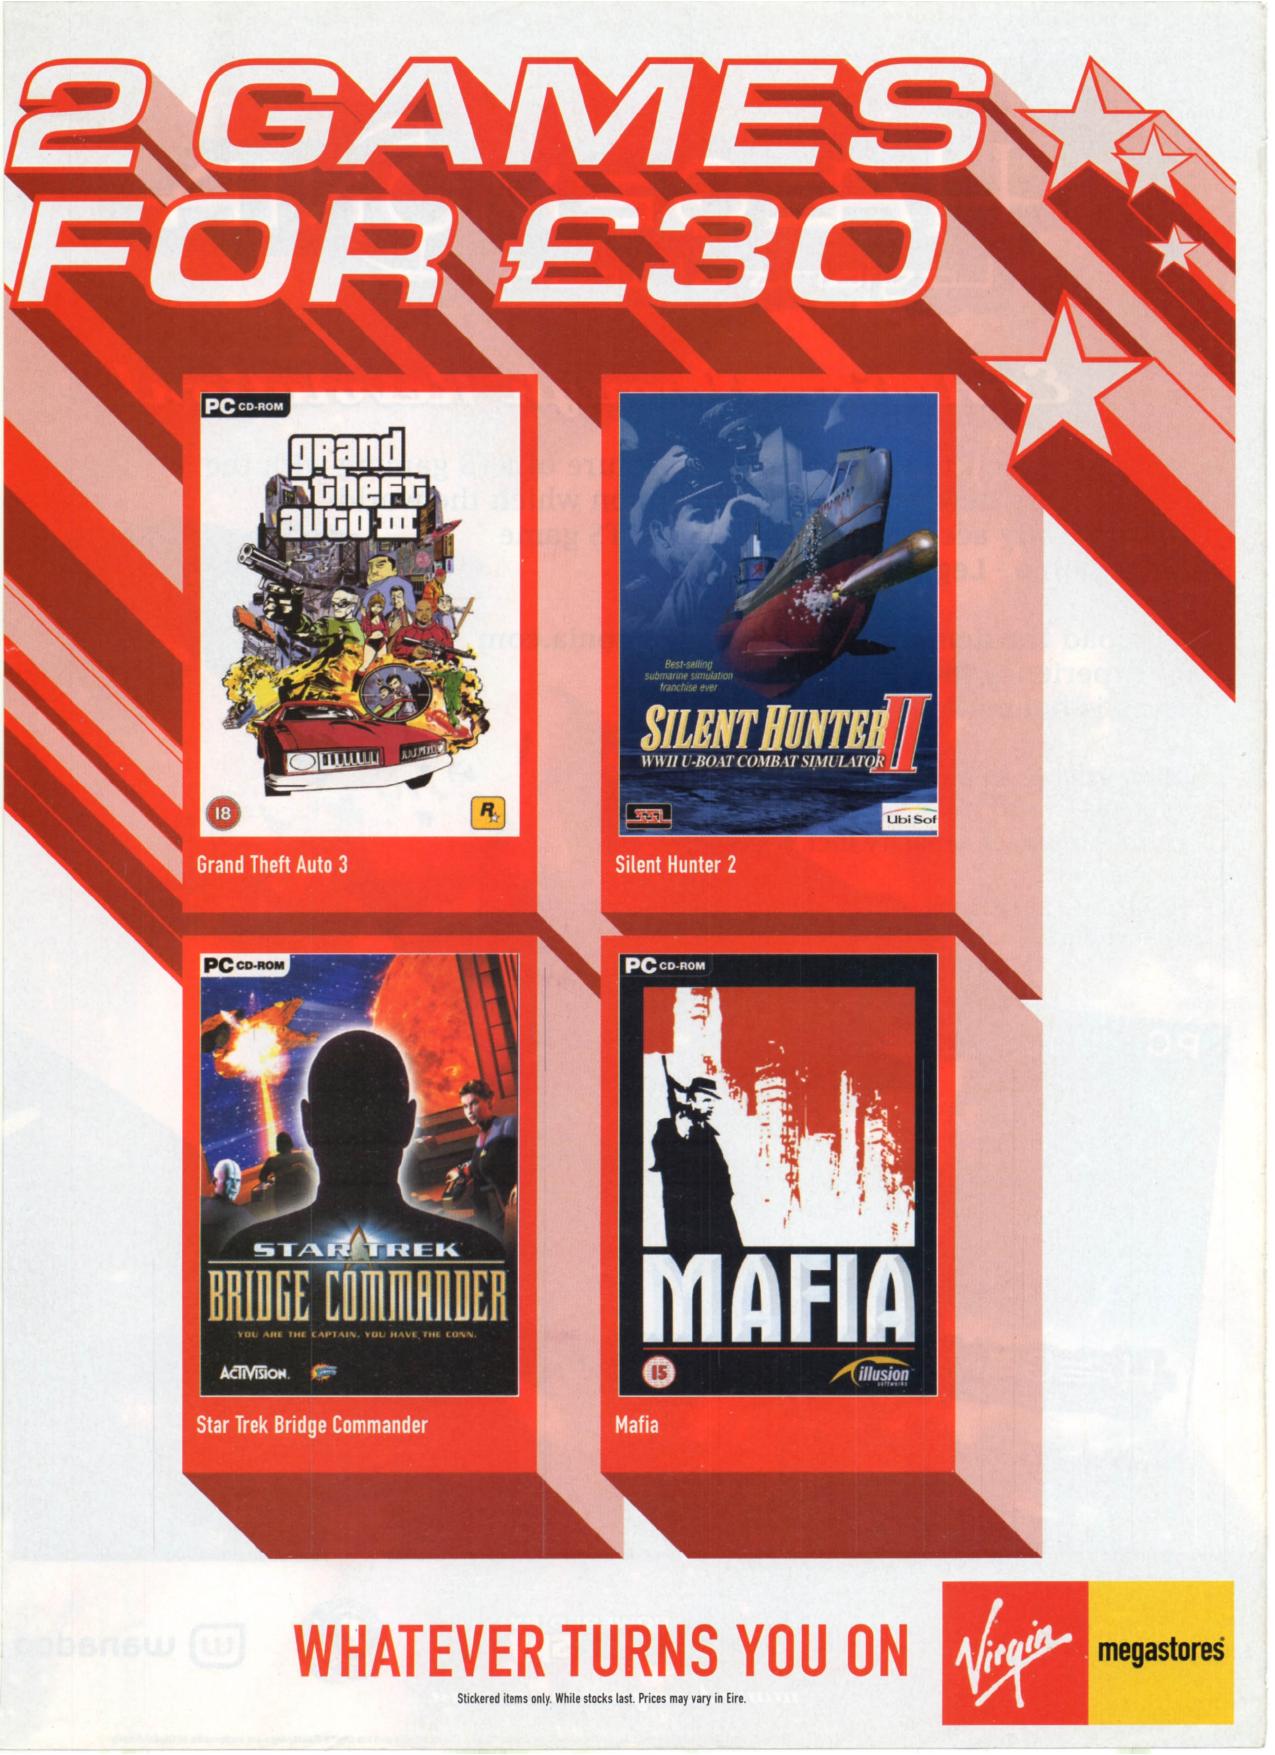 2 GAMES
FOR £30
PC CD-ROM
grand
theft
auto III
18
R
Grand Theft Auto 3
Best-selling
submarine simulation
franchise ever
SILENT HUNTER II
WWII U-BOAT COMBAT SIMULATOR
SSI
Ubi Sof
Silent Hunter 2
PC CD-ROM
STAR TREK
BRIDGE COMMANDER
YOU ARE THE CAPTAIN. YOU HAVE THE CONN.
ACTIVISION.
Star Trek Bridge Commander
PC CD-ROM
MAFIA
15
illusion
SOFTWORKS
Mafia
WHATEVER TURNS YOU ON
Stickered items only. While stocks last. Prices may vary in Eire.
Virgin
megastores
wanadoo